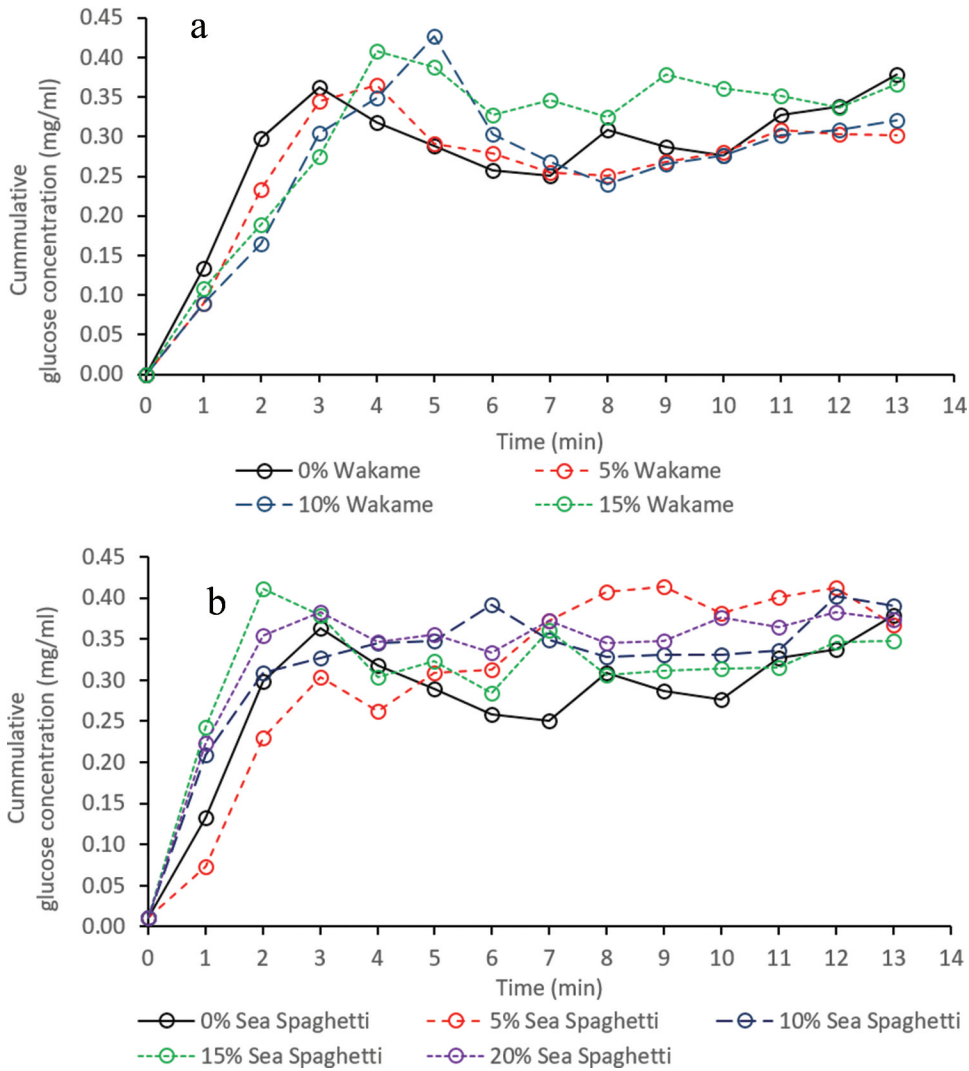 a
0.45
0.40
0.35
0.30
0.25
0.20
0.15
0.10
0.05
0.00
Cummulative
glucose concentration (mg/ml)
0 1 2 3 4 5 6 7 8 9 10 11 12 13 14
Time (min)
0% Wakame 5% Wakame
10% Wakame 15% Wakame
b
0.45
0.40
0.35
0.30
0.25
0.20
0.15
0.10
0.05
0.00
Cummulative
glucose concentration (mg/ml)
0 1 2 3 4 5 6 7 8 9 10 11 12 13 14
Time (min)
0% Sea Spaghetti 5% Sea Spaghetti 10% Sea Spaghetti
15% Sea Spaghetti 20% Sea Spaghetti